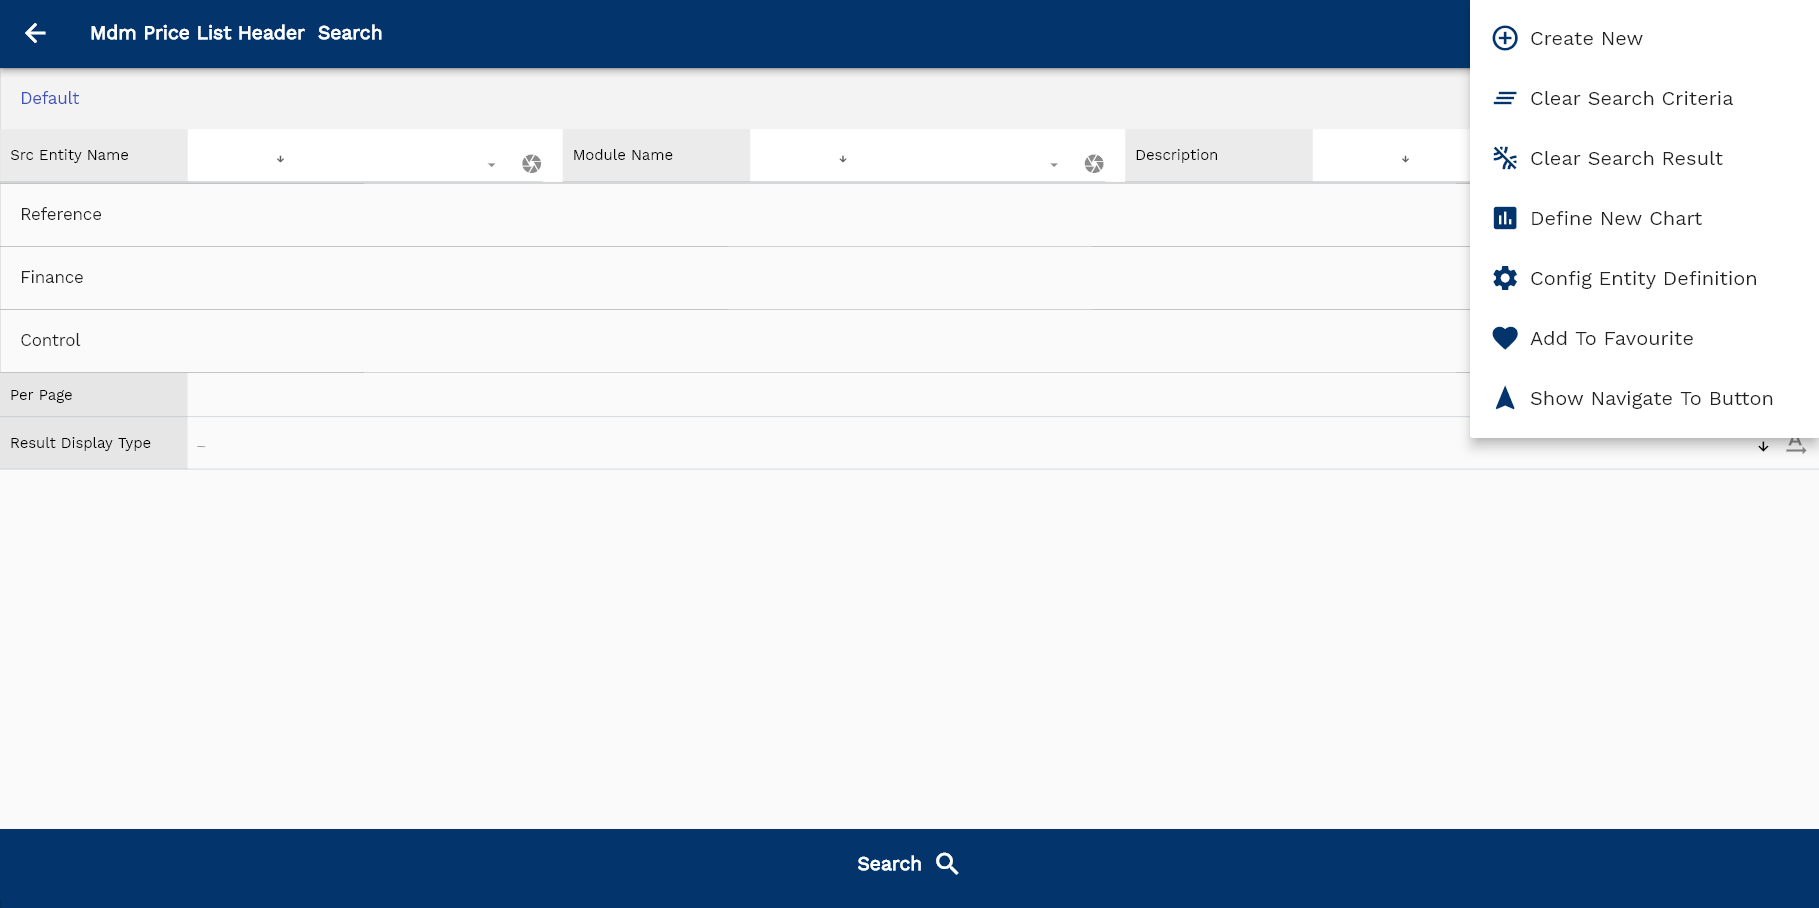 Mdm Price List Header  Search
Default
Src Entity Name
Module Name
Description
Reference
Finance
Control
Per Page
Result Display Type
Create New
Clear Search Criteria
Clear Search Result
Define New Chart
Config Entity Definition
Add To Favourite
Show Navigate To Button
Search